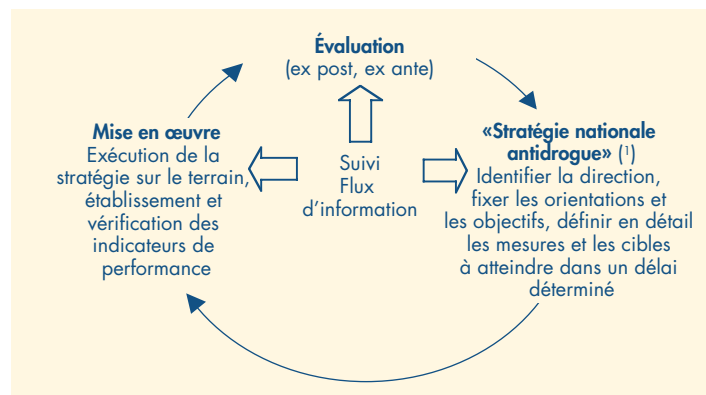 Évaluation
(ex post, ex ante)
Mise en œuvre
Exécution de la
stratégie sur le terrain,
établissement et
vérification des
indicateurs de
performance
Suivi
Flux
d’information
«Stratégie nationale
antidrogue» (¹)
Identifier la direction,
fixer les orientations et
les objectifs, définir en détail
les mesures et les cibles
à atteindre dans un délai
déterminé